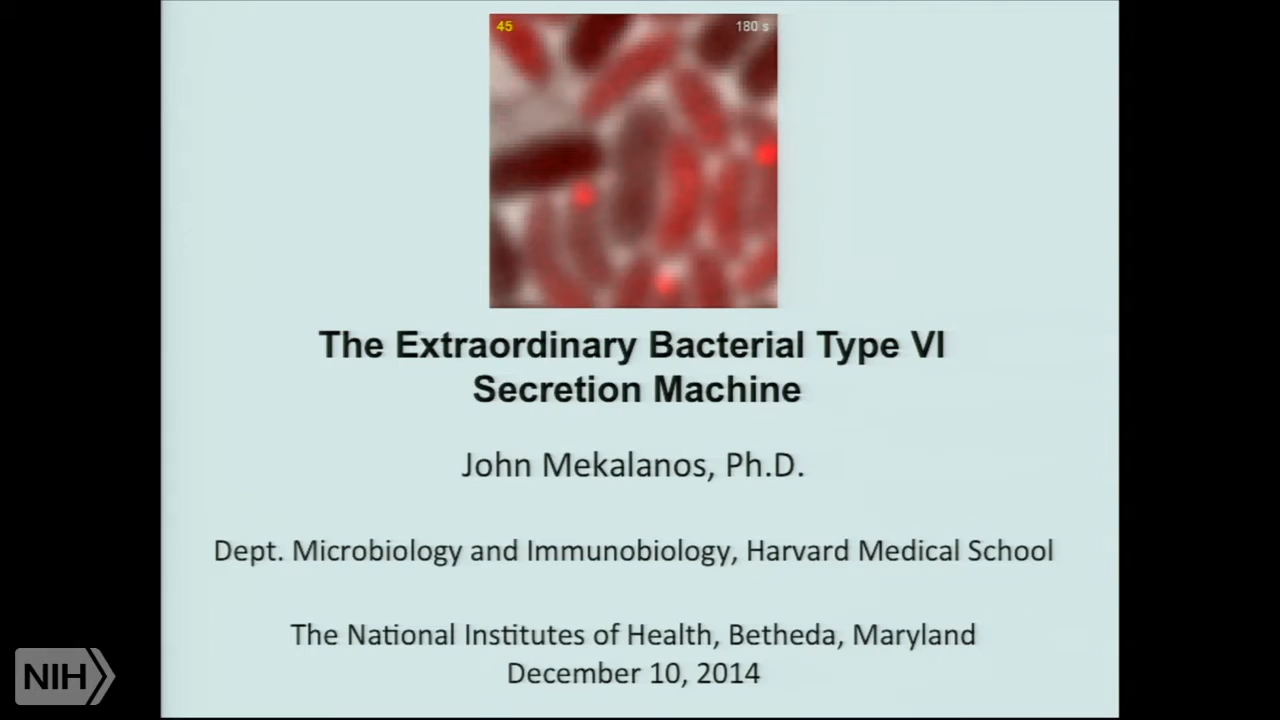 45 180 s
The Extraordinary Bacterial Type VI
Secretion Machine
John Mekalanos, Ph.D.
Dept. Microbiology and Immunobiology, Harvard Medical School
The National Institutes of Health, Betheda, Maryland
December 10, 2014
NIH